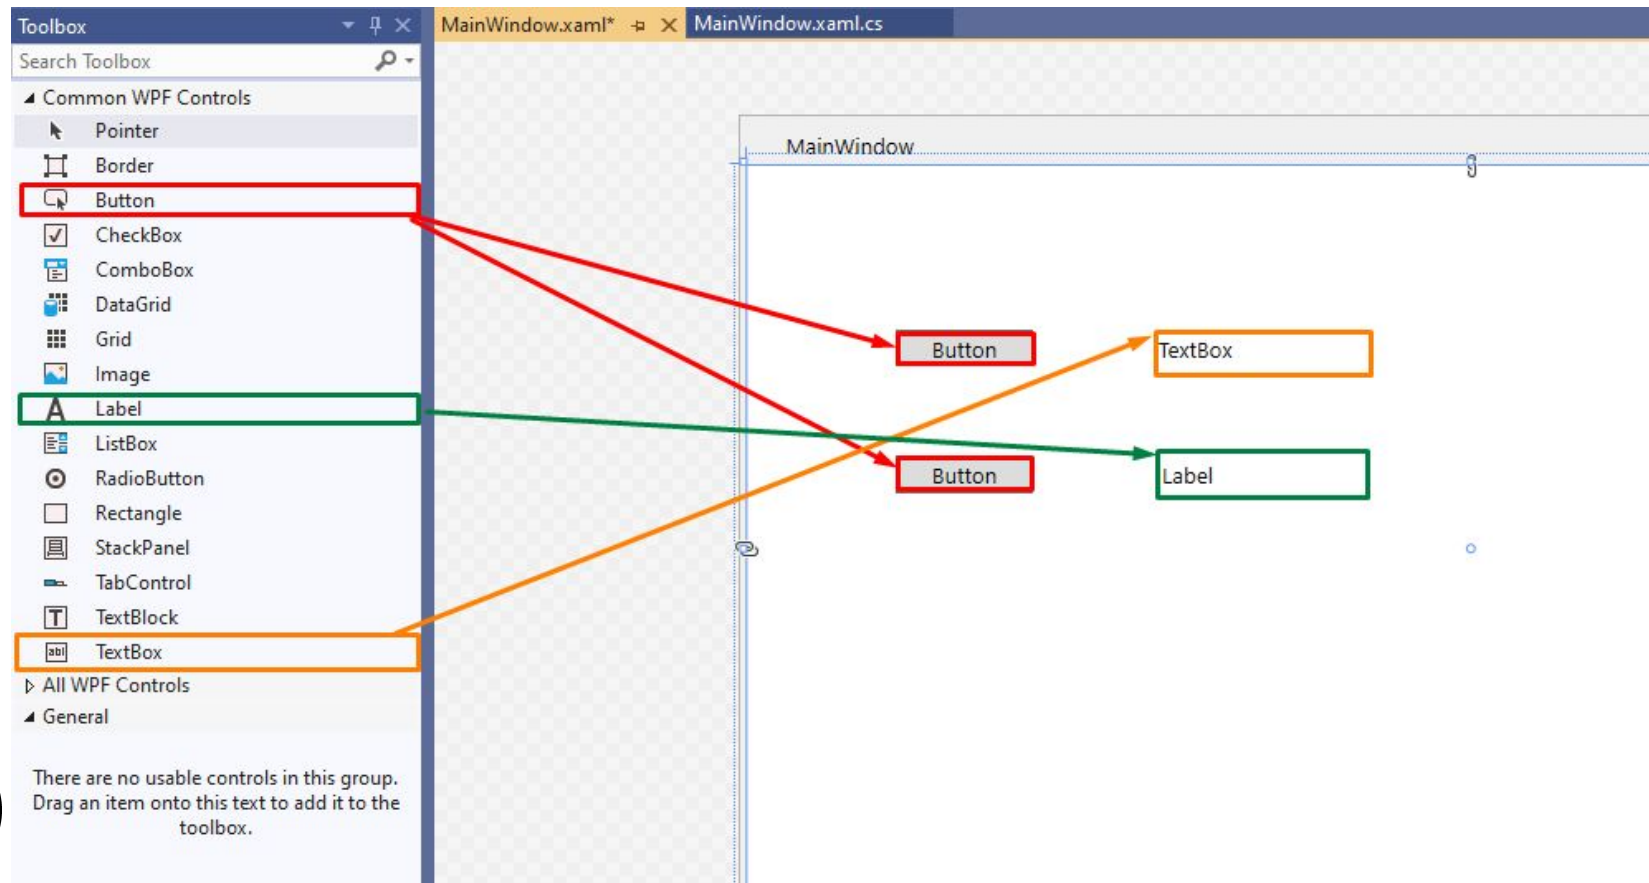 Toolbox
MainWindow.xaml*
MainWindow.xaml.cs
Search Toolbox
Common WPF Controls
Pointer
Border
Button
CheckBox
ComboBox
DataGrid
Grid
Image
Label
ListBox
RadioButton
Rectangle
StackPanel
TabControl
TextBlock
TextBox
All WPF Controls
General
There are no usable controls in this group.
Drag an item onto this text to add it to the
toolbox.
MainWindow
Button
TextBox
Button
Label